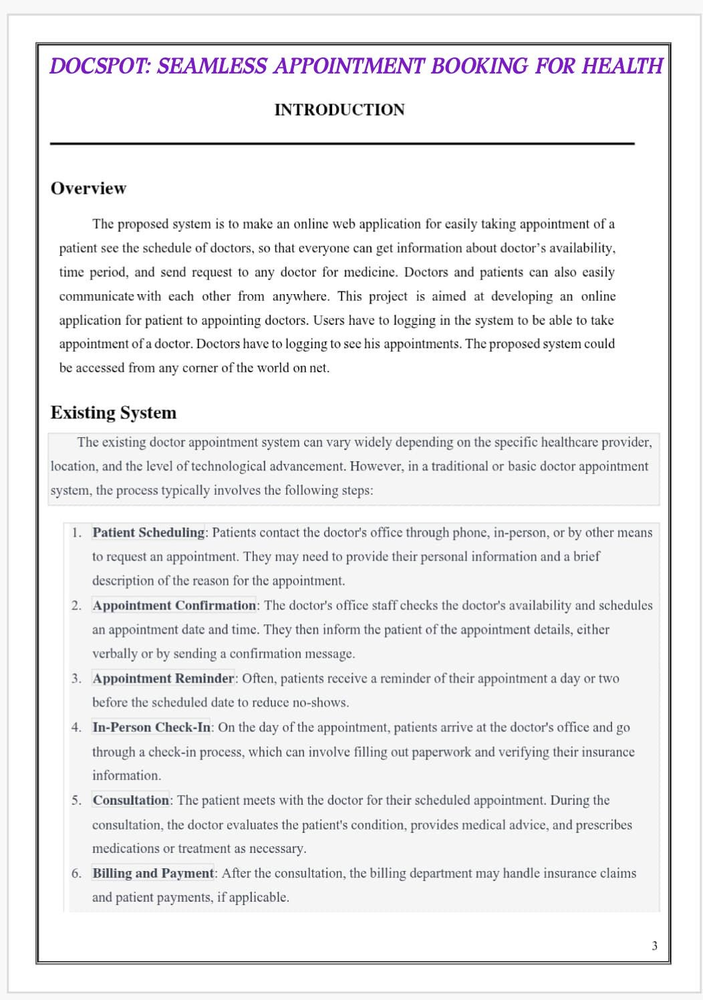 DOCSPOT: SEAMLESS APPOINTMENT BOOKING FOR HEALTH
INTRODUCTION
Overview
The proposed system is to make an online web application for easily taking appointment of a
patient see the schedule of doctors, so that everyone can get information about doctor’s availability,
time period, and send request to any doctor for medicine. Doctors and patients can also easily
communicate with each other from anywhere. This project is aimed at developing an online
application for patient to appointing doctors. Users have to logging in the system to be able to take
appointment of a doctor. Doctors have to logging to see his appointments. The proposed system could
be accessed from any corner of the world on net.
Existing System
The existing doctor appointment system can vary widely depending on the specific healthcare provider,
location, and the level of technological advancement. However, in a traditional or basic doctor appointment
system, the process typically involves the following steps:
1. Patient Scheduling: Patients contact the doctor's office through phone, in-person, or by other means
to request an appointment. They may need to provide their personal information and a brief
description of the reason for the appointment.
2. Appointment Confirmation: The doctor's office staff checks the doctor's availability and schedules
an appointment date and time. They then inform the patient of the appointment details, either
verbally or by sending a confirmation message.
3. Appointment Reminder: Often, patients receive a reminder of their appointment a day or two
before the scheduled date to reduce no-shows.
4. In-Person Check-In: On the day of the appointment, patients arrive at the doctor's office and go
through a check-in process, which can involve filling out paperwork and verifying their insurance
information.
5. Consultation: The patient meets with the doctor for their scheduled appointment. During the
consultation, the doctor evaluates the patient's condition, provides medical advice, and prescribes
medications or treatment as necessary.
6. Billing and Payment: After the consultation, the billing department may handle insurance claims
and patient payments, if applicable.
3